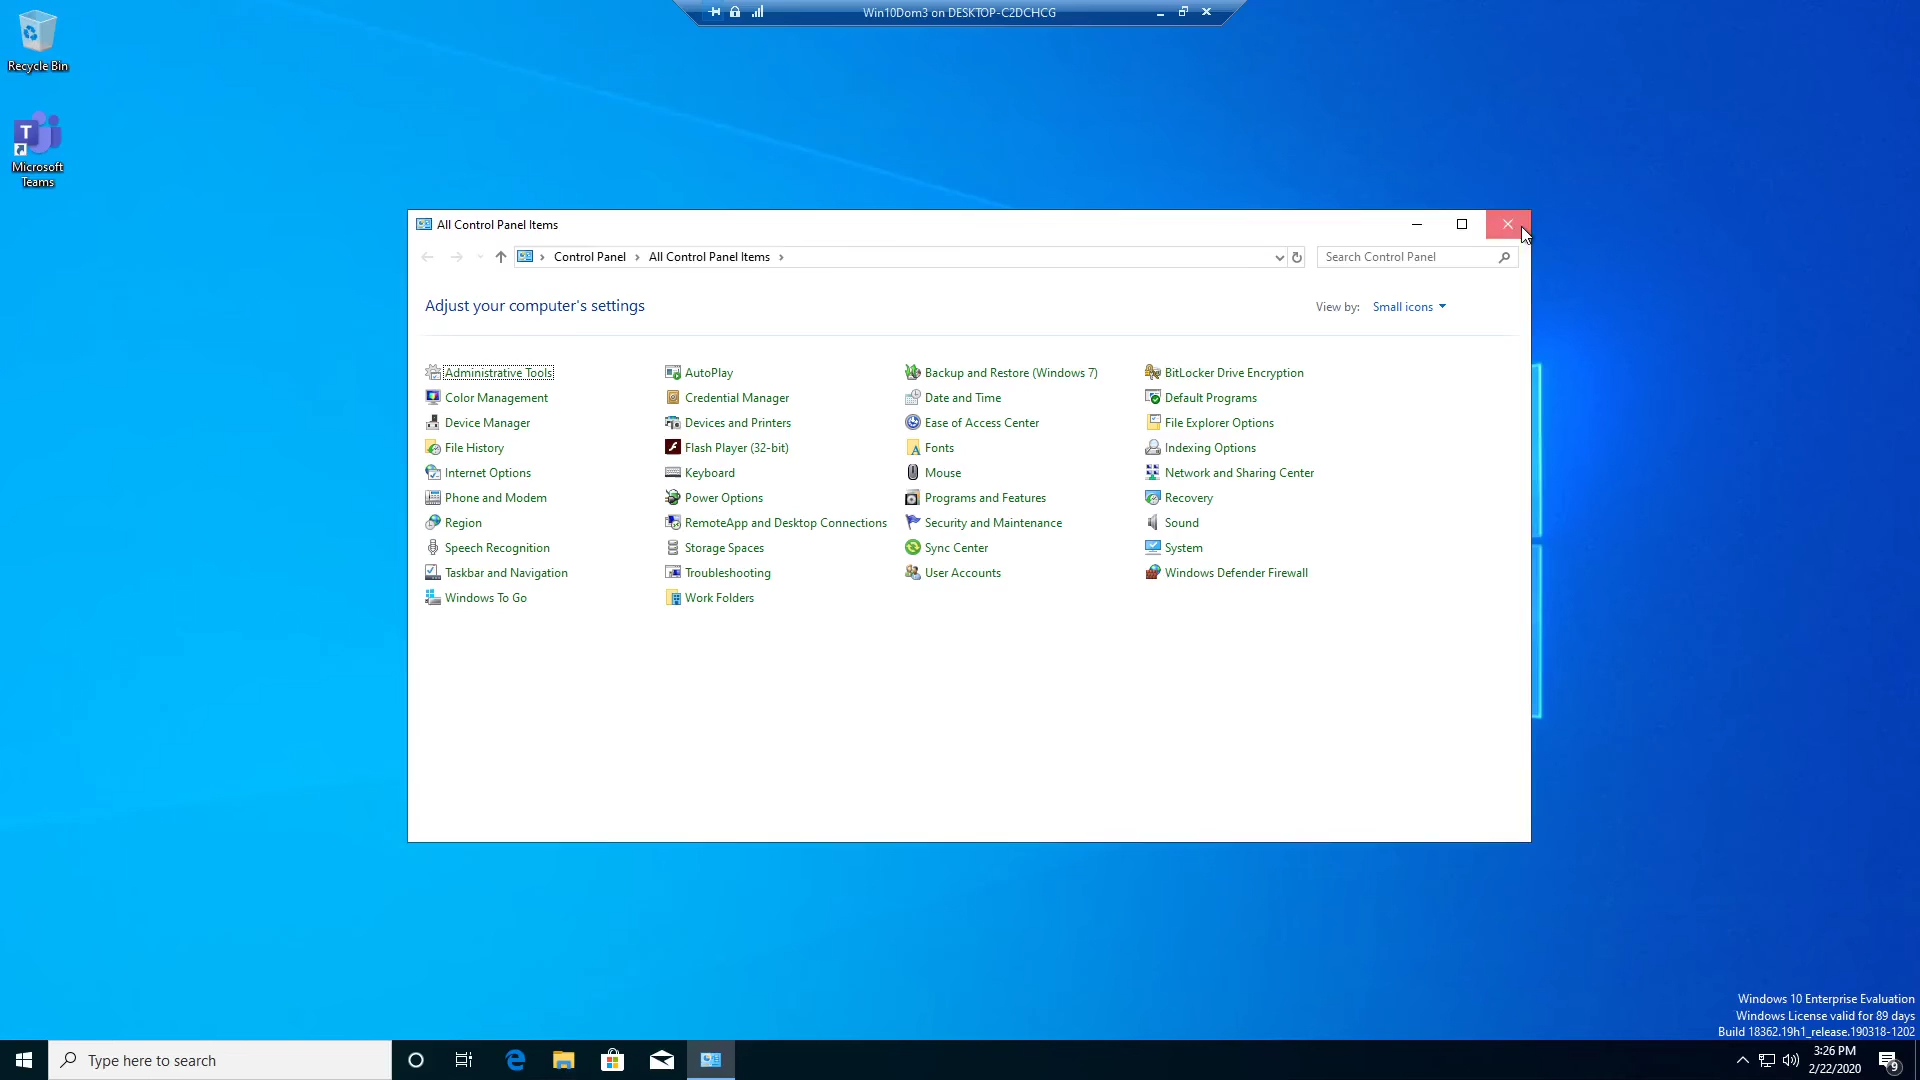 Win10Dom3 on DESKTOP-C2DCHCG
Recycle Bin
T
Microsoft
Teams
All Control Panel Items
Control Panel
All Control Panel Items
Search Control Panel
Adjust your computer's settings
View by: Small icons
Administrative Tools
AutoPlay
Backup and Restore (Windows 7)
BitLocker Drive Encryption
Color Management
Credential Manager
Date and Time
Default Programs
Device Manager
Devices and Printers
Ease of Access Center
File Explorer Options
File History
Flash Player (32-bit)
Fonts
Indexing Options
Internet Options
Keyboard
Mouse
Network and Sharing Center
Phone and Modem
Power Options
Programs and Features
Recovery
Region
RemoteApp and Desktop Connections
Security and Maintenance
Sound
Speech Recognition
Storage Spaces
Sync Center
System
Taskbar and Navigation
Troubleshooting
User Accounts
Windows Defender Firewall
Windows To Go
Work Folders
Windows 10 Enterprise Evaluation
Windows License valid for 89 days
Build 18362.19h1_release.190318-1202
Type here to search
3:26 PM
2/22/2020
9